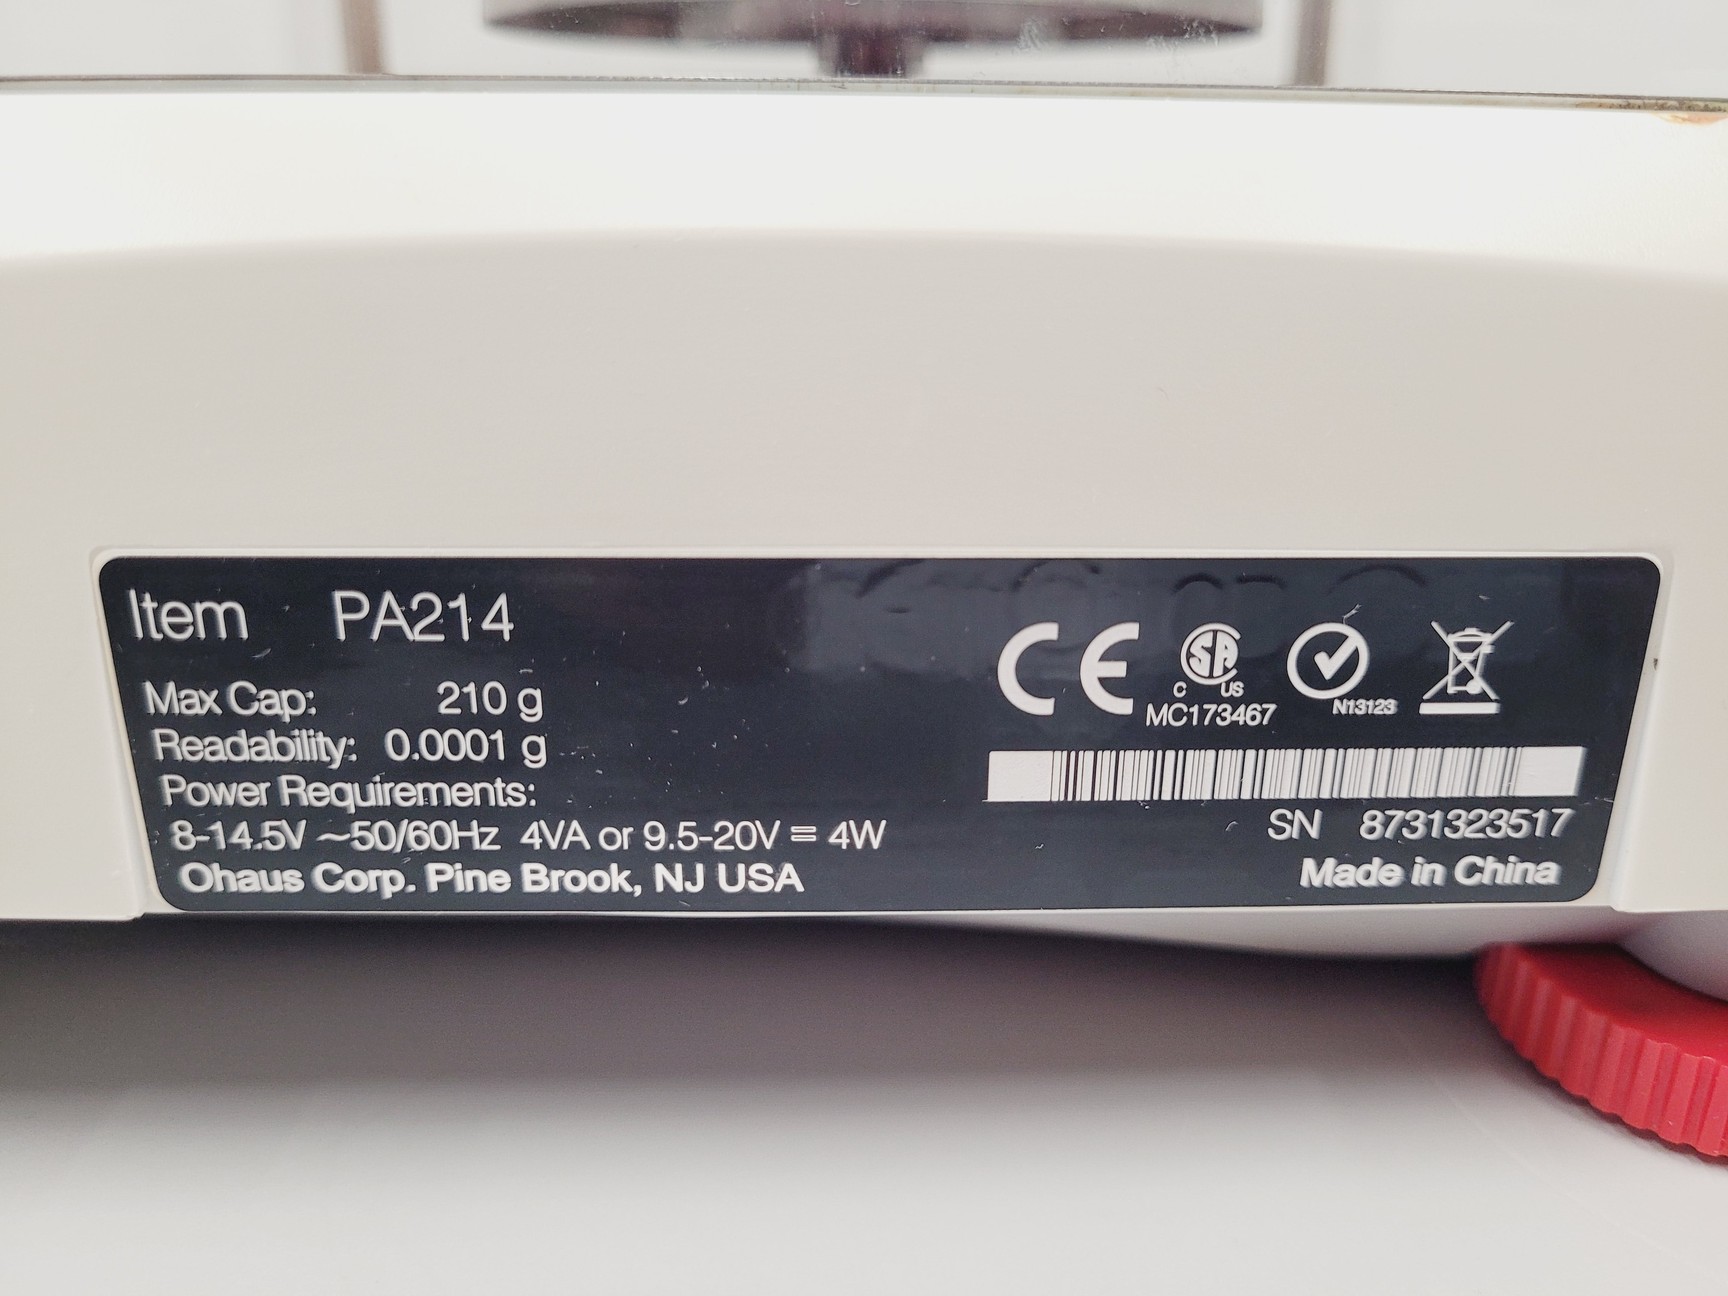 Item PA214
Max Cap: 210 g
Readability: 0.0001 g
Power Requirements:
8-14.5V ~50/60Hz 4VA or 9.5-20V ⎓ 4W
Ohaus Corp. Pine Brook, NJ USA
CE SA
C US
MC173467
N13123
SN 8731323517
Made in China